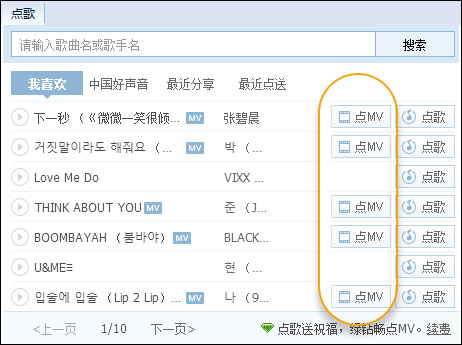 点歌
请输入歌曲名或歌手名 搜索
我喜欢 中国好声音 最近分享 最近点送
下一秒 (《微微一笑很倾... MV 张碧晨 点MV 点歌
거짓말이라도 해줘요 (... MV 박 (... 点MV 点歌
Love Me Do VIXX ... 点歌
THINK ABOUT YOU MV 준 (J... 点MV 点歌
BOOMBAYAH (붐바야) MV BLACK... 点MV 点歌
U&ME☰ 현 (... 点歌
입술에 입술 (Lip 2 Lip)... MV 나 (9... 点MV 点歌
<上一页 1/10 下一页> 点歌送祝福，绿钻畅点MV。续费